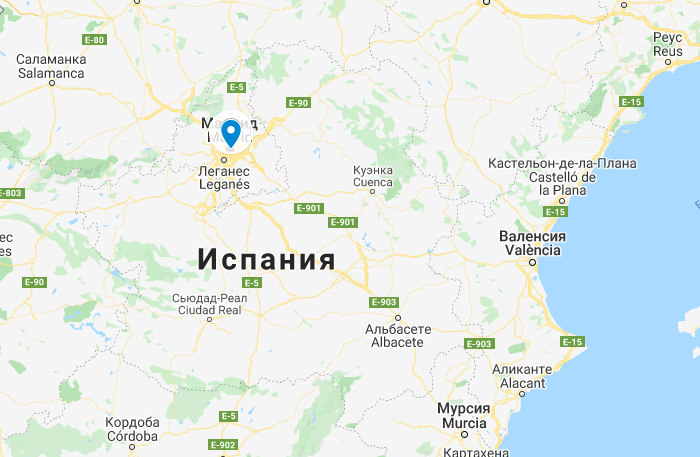 E-80
Саламанка
Salamanca
E-5
E-90
Реус
Reus
E-15
Леганес
Leganés
Куэнка
Cuenca
Кастельон-де-ла-Плана
Castelló de
la Plana
E-803
E-901
E-901
E-15
Валенсия
València
Испания
E-90
E-5
Сьюдад-Реал
Ciudad Real
E-903
Альбасете
Albacete
E-903
E-15
Аликанте
Alacant
Мурсия
Murcia
E-5
Кордоба
Córdoba
E-902
Картахена